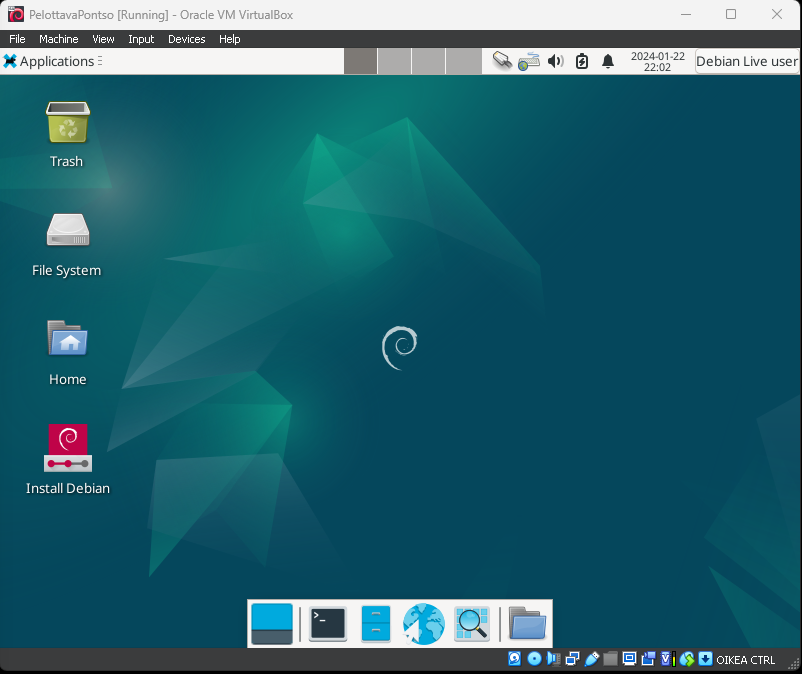 PelottavaPontso [Running] - Oracle VM VirtualBox
File Machine View Input Devices Help
Applications
2024-01-22
22:02
Debian Live user
Trash
File System
Home
Install Debian
>_
OIKEA CTRL